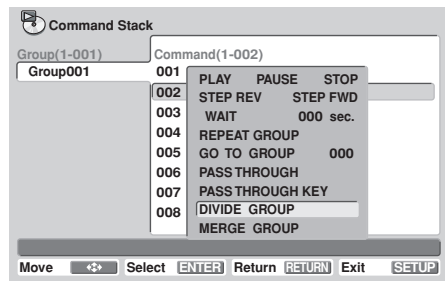 Command Stack
Group(1-001) Command(1-002)
Group001
001
002
003
004
005
006
007
008
PLAY PAUSE STOP
STEP REV STEP FWD
WAIT 000 sec.
REPEAT GROUP
GO TO GROUP 000
PASS THROUGH
PASS THROUGH KEY
DIVIDE GROUP
MERGE GROUP
Move Select ENTER Return RETURN Exit SETUP